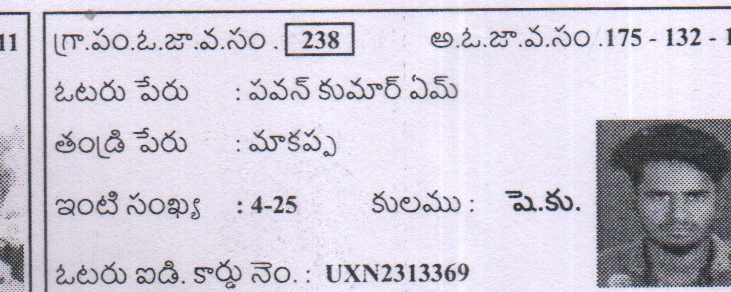 గ్రా.పం.ఓ.జా.వ.సం . 238 అ.ఓ.జా.వ.సం .175 - 132 -
ఓటరు పేరు : పవన్ కుమార్ ఏమ్
తండ్రి పేరు : మాకప్ప
ఇంటి సంఖ్య : 4-25 కులము : షె.కు.
ఓటరు ఐడి. కార్డు నెం. : UXN2313369